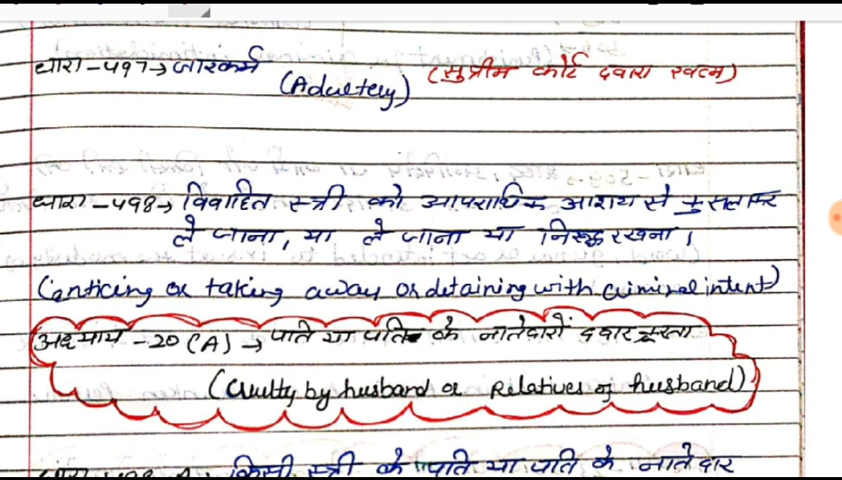 धारा-497→जारकर्म (सुप्रीम कोर्ट द्वारा खत्म)
(Adultery)
धारा-498→ विवाहित स्त्री को आपराधिक आशय से फुसलाकर
ले जाना, या ले जाना या निरुद्ध रखना।
(enticing or taking away or detaining with criminal intent)
अध्याय-20(A)→ पति या पति के नातेदारों द्वारा क्रूरता
(Cruelty by husband or Relatives of husband)
किसी स्त्री के पति या पति के नातेदार